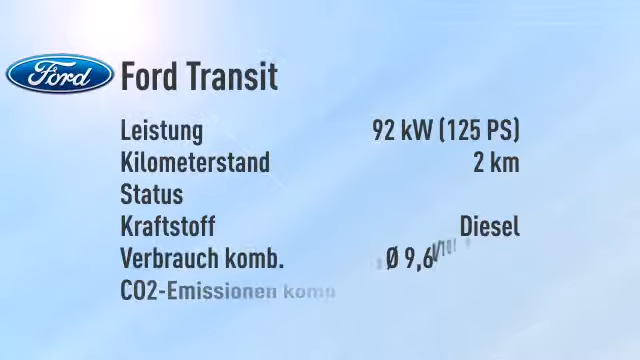 Ford Ford Transit
Leistung 92 kW (125 PS)
Kilometerstand 2 km
Status
Kraftstoff Diesel
Verbrauch komb. Ø 9,6
CO2-Emissionen komb